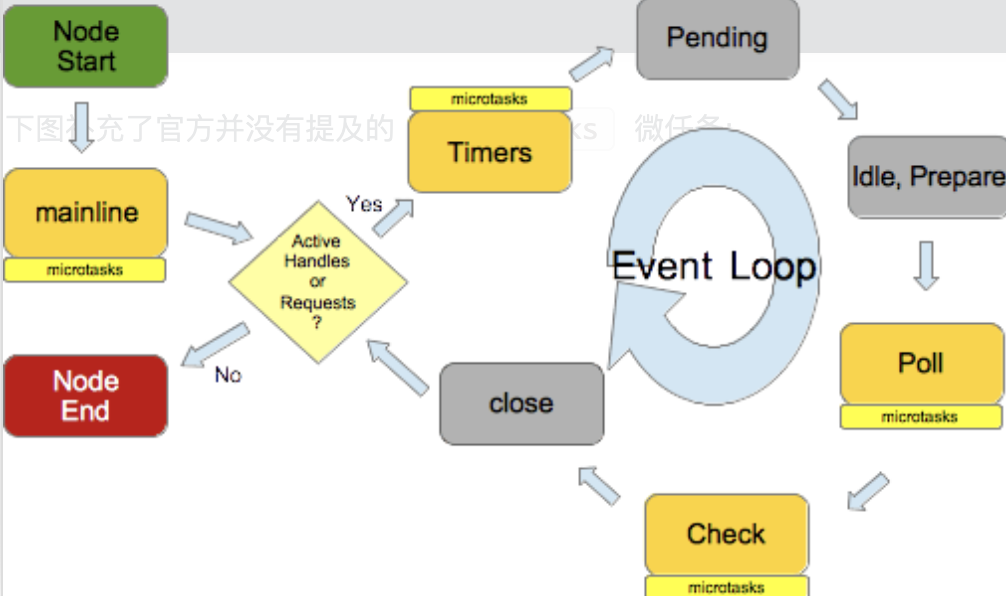 Node
Start
Pending
microtasks
Timers
下图补充了官方并没有提及的 ks 微任务:
Idle, Prepare
mainline
microtasks
Yes
Active
Handles
or
Requests
?
Event Loop
Node
End
No
close
Poll
microtasks
Check
microtasks